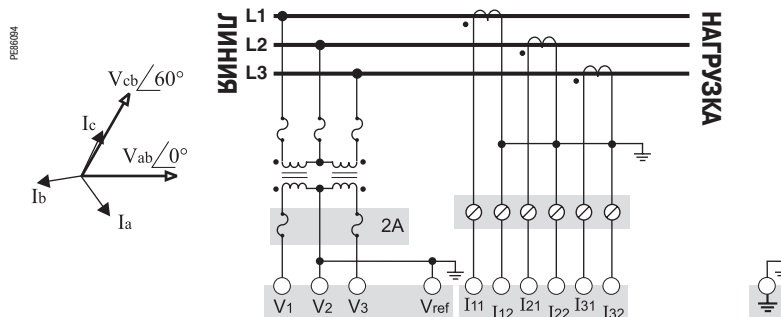 PE86094
ЛИНИЯ
L1
L2
L3
НАГРУЗКА
Vcb/60°
Ic
Vab/0°
Ib
Ia
2A
V1 V2 V3 Vref I11 I12 I21 I22 I31 I32